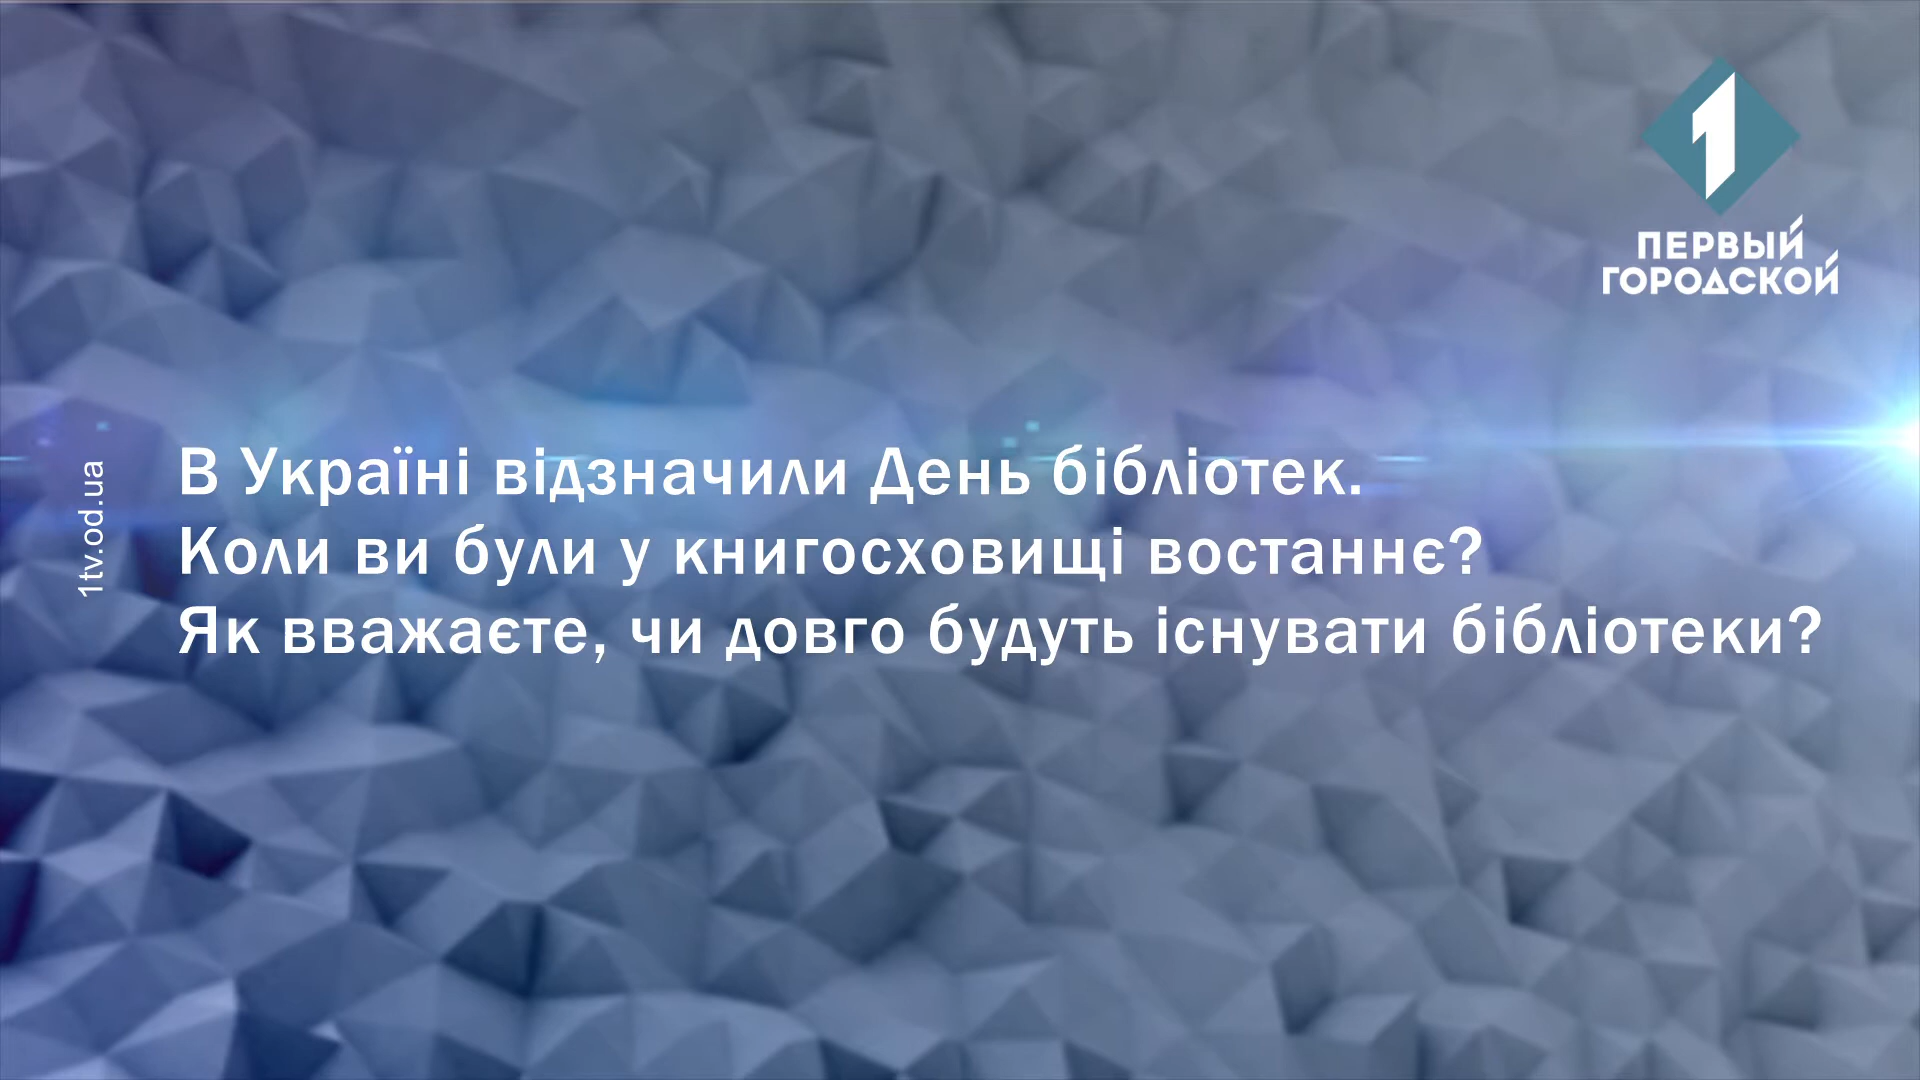 1
ПЕРВЫЙ
ГОРОДСКОЙ
1tv.od.ua
В Україні відзначили День бібліотек.
Коли ви були у книгосховищі востаннє?
Як вважаєте, чи довго будуть існувати бібліотеки?